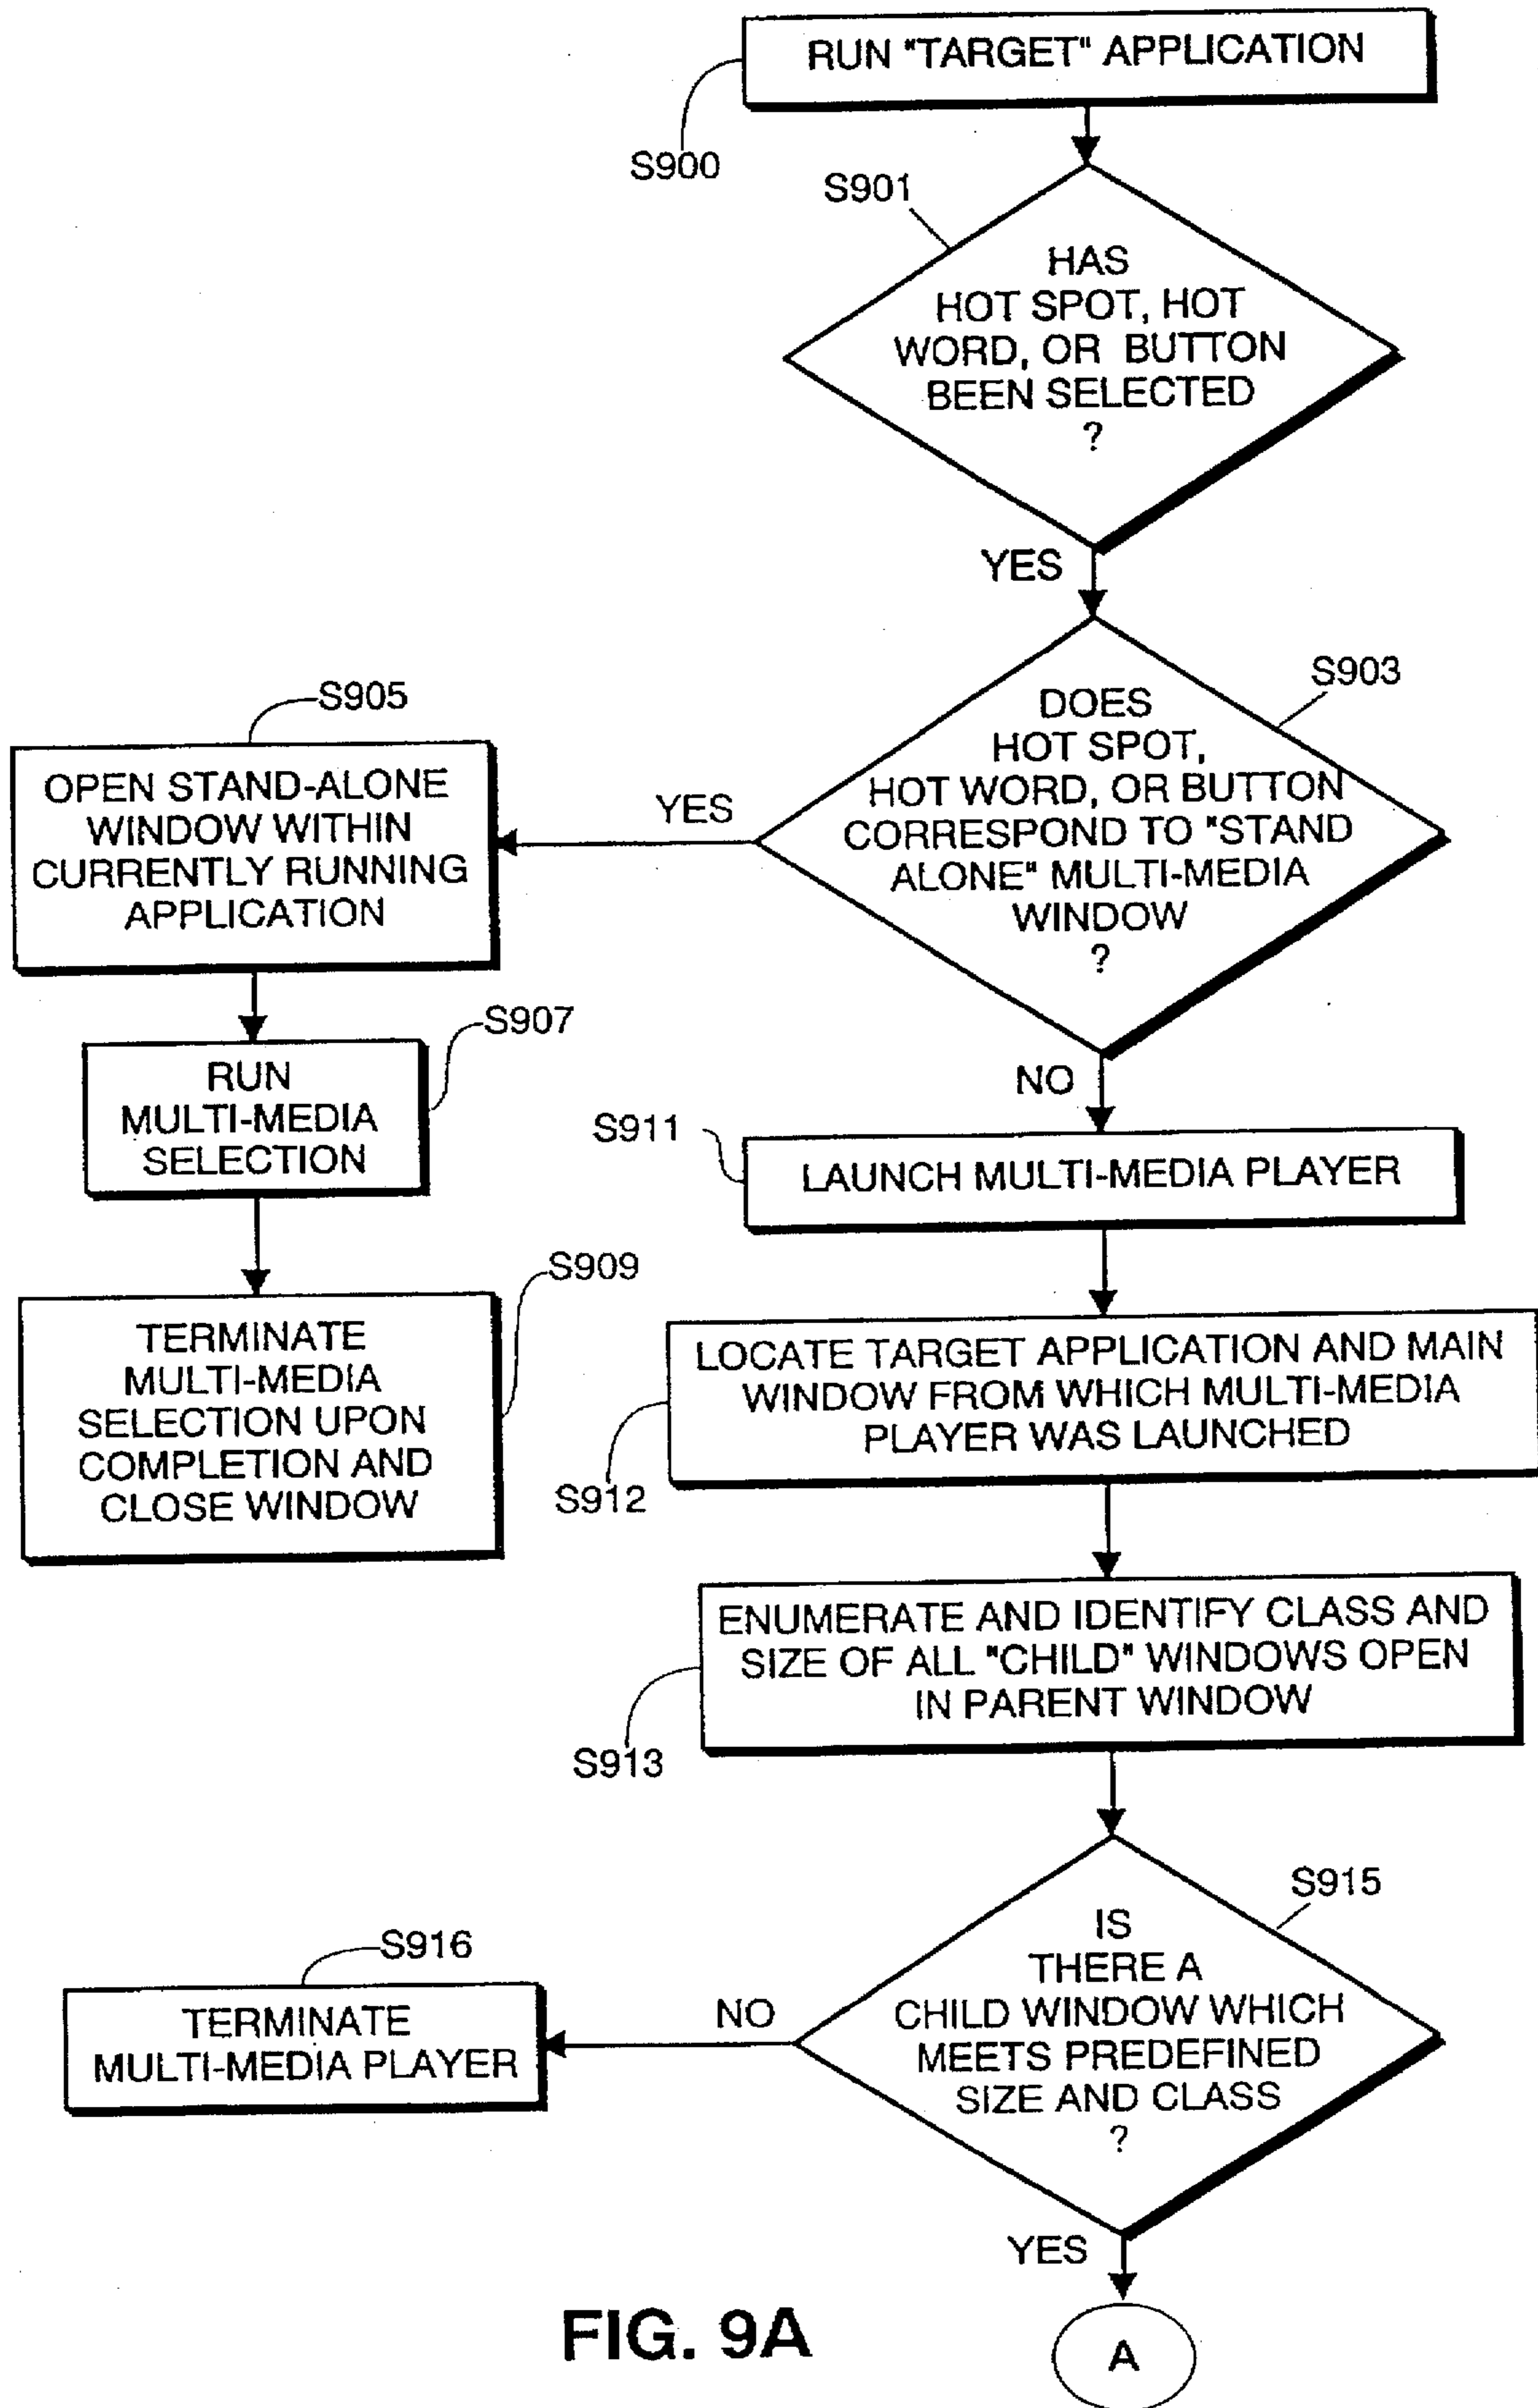 RUN "TARGET" APPLICATION
S900
S901
HAS
HOT SPOT, HOT
WORD, OR BUTTON
BEEN SELECTED
?
YES
S903
DOES
HOT SPOT,
HOT WORD, OR BUTTON
CORRESPOND TO "STAND
ALONE" MULTI-MEDIA
WINDOW
?
YES
S905
OPEN STAND-ALONE
WINDOW WITHIN
CURRENTLY RUNNING
APPLICATION
S907
RUN
MULTI-MEDIA
SELECTION
S909
TERMINATE
MULTI-MEDIA
SELECTION UPON
COMPLETION AND
CLOSE WINDOW
NO
S911
LAUNCH MULTI-MEDIA PLAYER
LOCATE TARGET APPLICATION AND MAIN
WINDOW FROM WHICH MULTI-MEDIA
PLAYER WAS LAUNCHED
S912
ENUMERATE AND IDENTIFY CLASS AND
SIZE OF ALL "CHILD" WINDOWS OPEN
IN PARENT WINDOW
S913
S915
IS
THERE A
CHILD WINDOW WHICH
MEETS PREDEFINED
SIZE AND CLASS
?
NO
S916
TERMINATE
MULTI-MEDIA PLAYER
YES
A
FIG. 9A